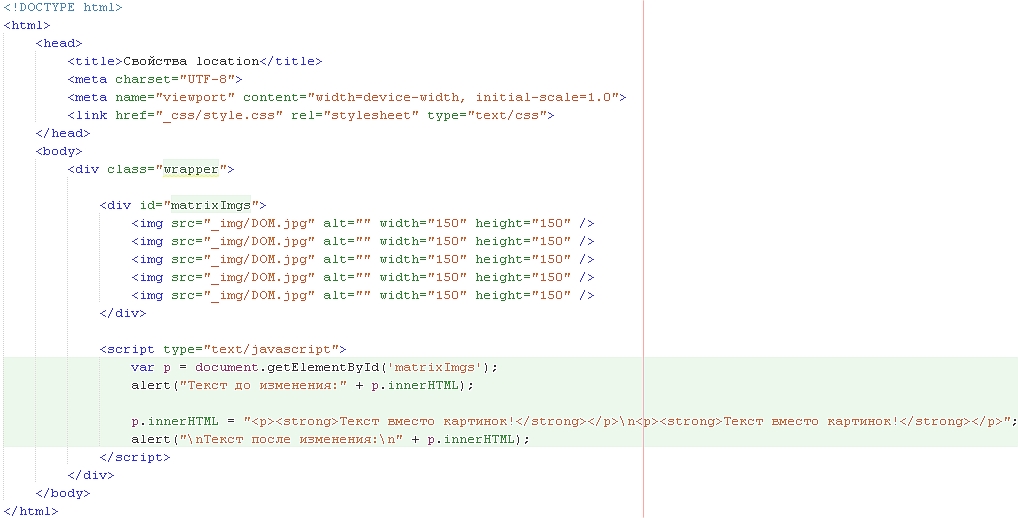 <!DOCTYPE html>
<html>
<head>
<title>Свойства location</title>
<meta charset="UTF-8">
<meta name="viewport" content="width=device-width, initial-scale=1.0">
<link href="_css/style.css" rel="stylesheet" type="text/css">
</head>
<body>
<div class="wrapper">
<div id="matrixImgs">
<img src="_img/DOM.jpg" alt="" width="150" height="150" />
<img src="_img/DOM.jpg" alt="" width="150" height="150" />
<img src="_img/DOM.jpg" alt="" width="150" height="150" />
<img src="_img/DOM.jpg" alt="" width="150" height="150" />
<img src="_img/DOM.jpg" alt="" width="150" height="150" />
</div>
<script type="text/javascript">
var p = document.getElementById('matrixImgs');
alert("Текст до изменения:" + p.innerHTML);
p.innerHTML = "<p><strong>Текст вместо картинок!</strong></p>\n<p><strong>Текст вместо картинок!</strong></p>";
alert("\nТекст после изменения:\n" + p.innerHTML);
</script>
</div>
</body>
</html>